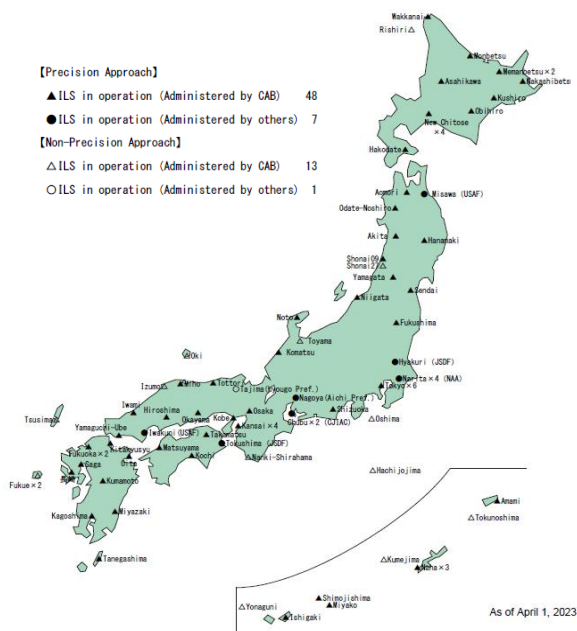 Wakkanai
Rishiri
【Precision Approach】
▲ILS in operation (Administered by CAB) 48
●ILS in operation (Administered by others) 7
【Non-Precision Approach】
△ILS in operation (Administered by CAB) 13
○ILS in operation (Administered by others) 1
Monbetsu
Memanbetsu×2
Asahikawa
Nakashibetsu
Kushiro
Obihiro
New Chitose
×4
Hakodate
Aomori
Misawa (USAF)
Odate-Noshiro
Akita
Hanamaki
Shonai09
Shonai27
Yamagata
Sendai
Niigata
Noto
Fukushima
Toyama
Oki
Komatsu
Hyakuri (JSDF)
Narita×4 (NAA)
Tokyo×6
Izumo
Miho
Tottori
Tajima(Hyougo Pref.)
Nagoya(Aichi Pref.)
Iwami
Hiroshima
Okayama
Kobe
Osaka
Shizuoka
Chubu×2 (CJIAC)
Oshima
Tsusima
Yamaguchi-Ube
Iwakuni(USAF)
Takamatsu
Kansai×4
Tokushima (JSDF)
Kitakyusyu
Fukuoka×2
Matsuyama
Kochi
Nanki-Shirahama
Saga
Oita
Fukue×2
Kumamoto
Hachijojima
Kagoshima
Miyazaki
Amami
Tokunoshima
Tanegashima
Kumejima
Naha×3
Shimojishima
Miyako
Yonaguni
Ishigaki
As of April 1, 2023